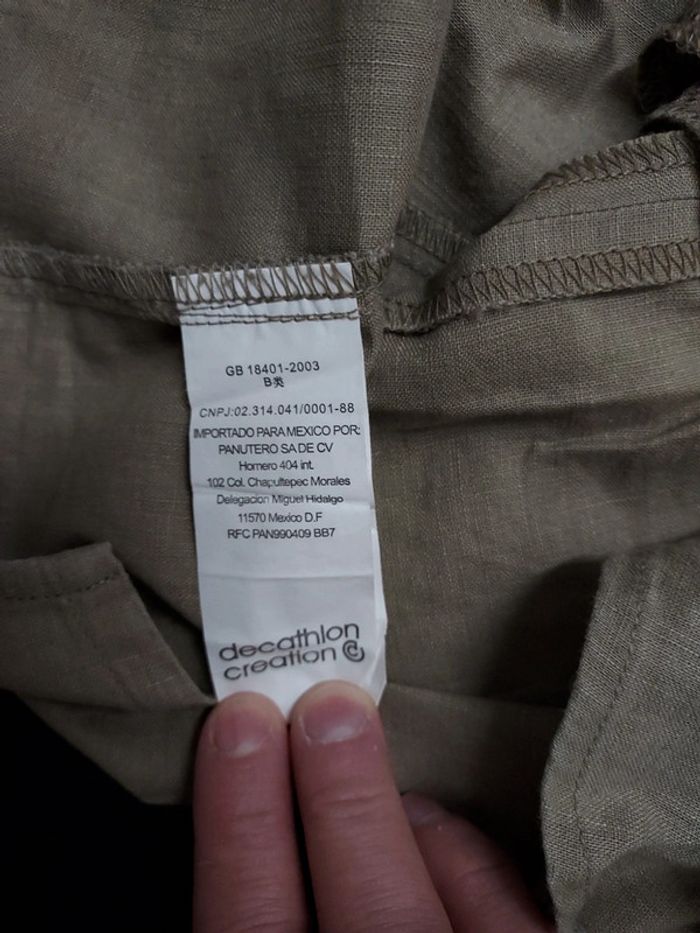 GB 18401-2003
B类
CNPJ:02.314.041/0001-88
IMPORTADO PARA MEXICO POR:
PANUTERO SA DE CV
Homero 404 int.
102 Col. Chapultepec Morales
Delegacion Miguel Hidalgo
11570 Mexico D.F
RFC PAN990409 BB7
decathlon
creation